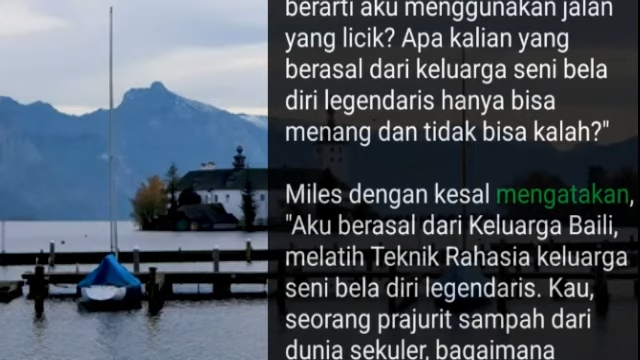 berarti aku menggunakan jalan
yang licik? Apa kalian yang
berasal dari keluarga seni bela
diri legendaris hanya bisa
menang dan tidak bisa kalah?"
Miles dengan kesal mengatakan,
"Aku berasal dari Keluarga Baili,
melatih Teknik Rahasia keluarga
seni bela diri legendaris. Kau,
seorang prajurit sampah dari
dunia sekuler, bagaimana